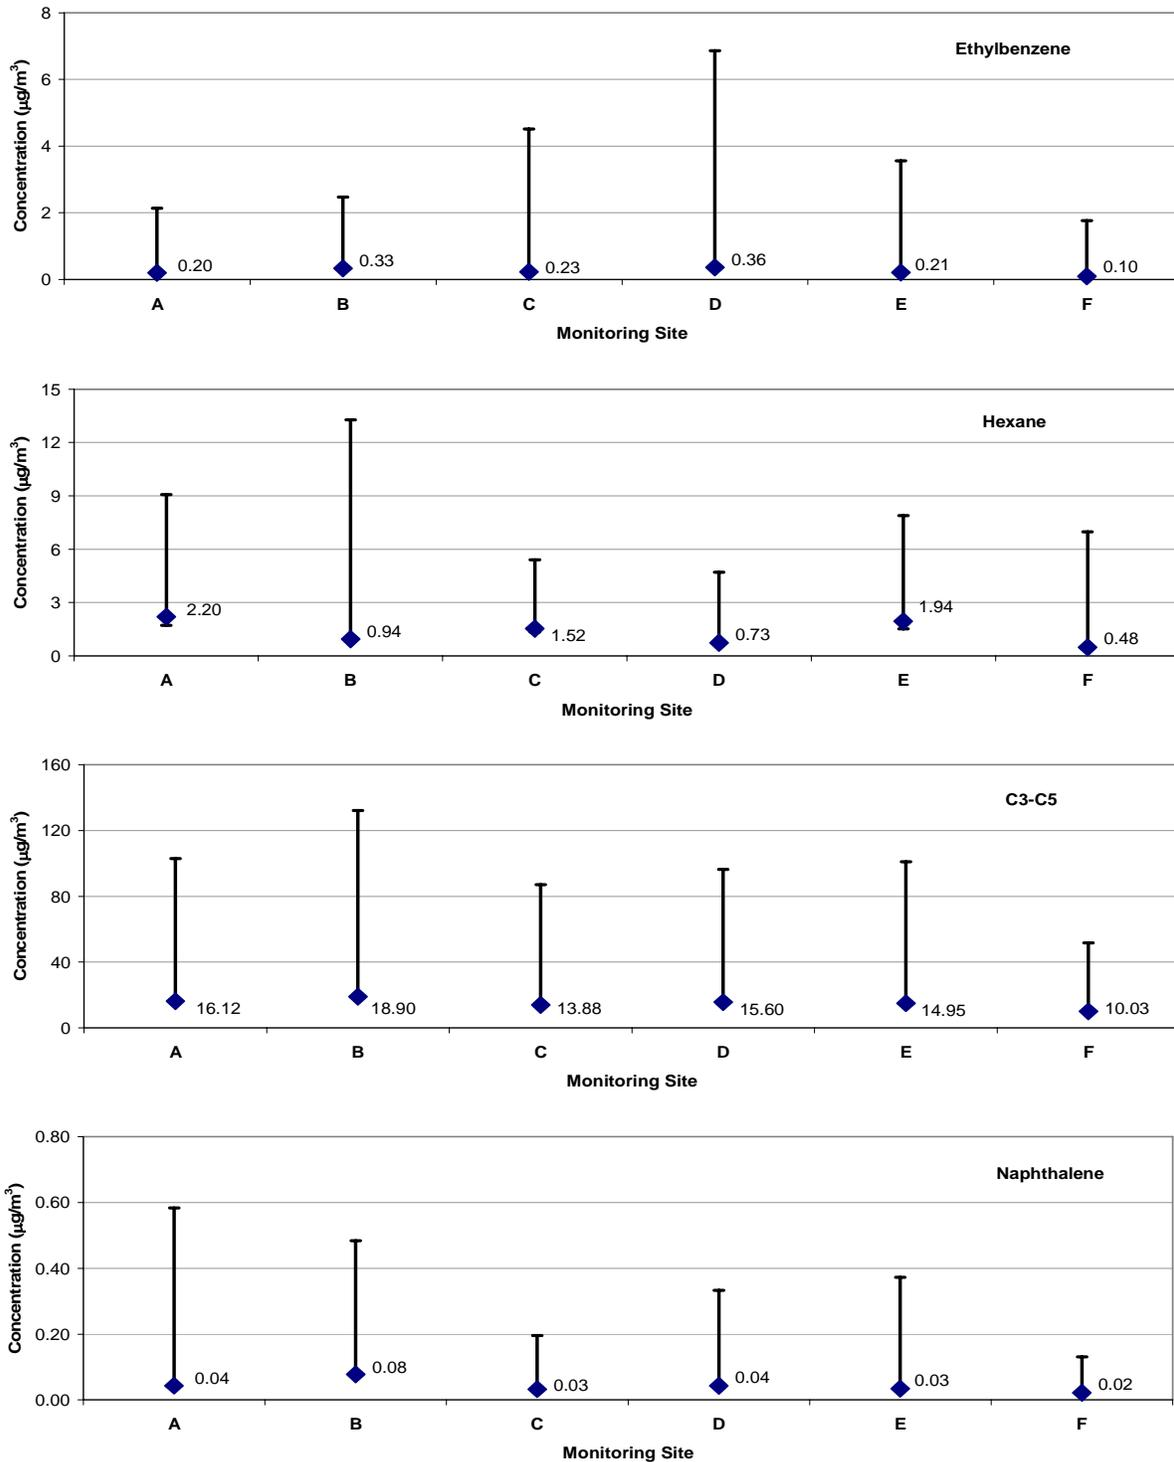 8
Ethylbenzene
6
4
2
0
Concentration (µg/m³)
0.20
0.33
0.23
0.36
0.21
0.10
A B C D E F
Monitoring Site
15
Hexane
12
9
6
3
0
Concentration (µg/m³)
2.20
0.94
1.52
0.73
1.94
0.48
A B C D E F
Monitoring Site
160
C3-C5
120
80
40
0
Concentration (µg/m³)
16.12
18.90
13.88
15.60
14.95
10.03
A B C D E F
Monitoring Site
0.80
Naphthalene
0.60
0.40
0.20
0.00
Concentration (µg/m³)
0.04
0.08
0.03
0.04
0.03
0.02
A B C D E F
Monitoring Site